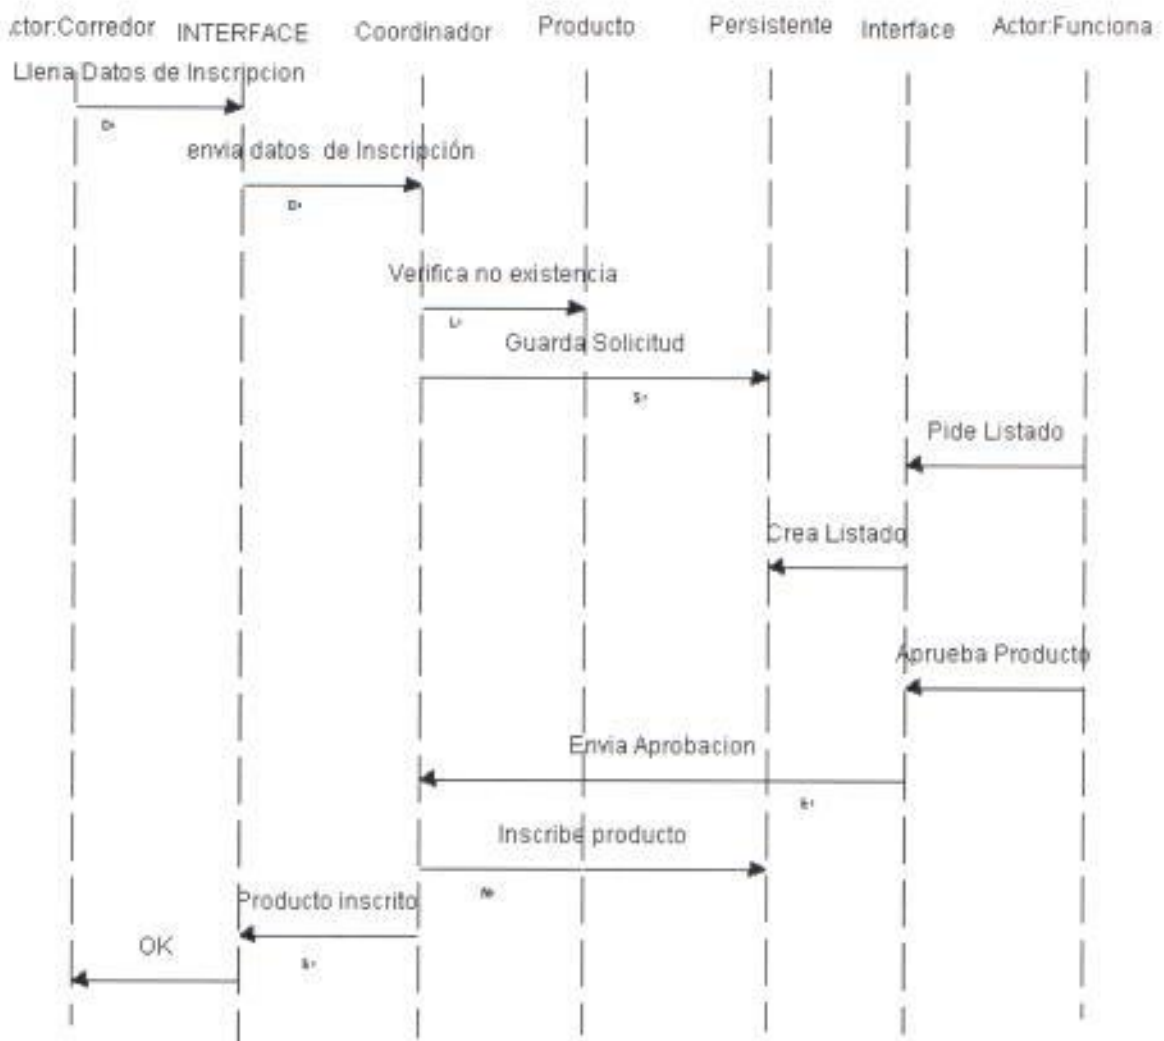 .ctor:Corredor INTERFACE Coordinador Producto Persistente Interface Actor:Funciona
Llena Datos de Inscripcion
envia datos de Inscripción
Verifica no existencia
Guarda Solicitud
Pide Listado
Crea Listado
Aprueba Producto
Envia Aprobacion
Inscribe producto
Producto inscrito
OK